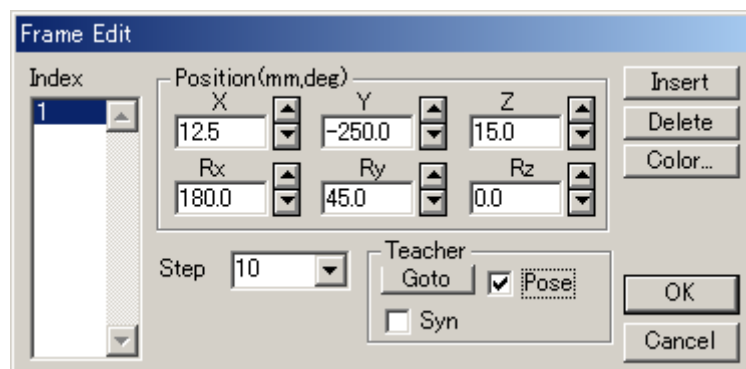 Frame Edit
Index
1
Position(mm,deg)
X Y Z
12.5 -250.0 15.0
Rx Ry Rz
180.0 45.0 0.0
Step 10
Teacher
Goto Pose
Syn
Insert
Delete
Color...
OK
Cancel